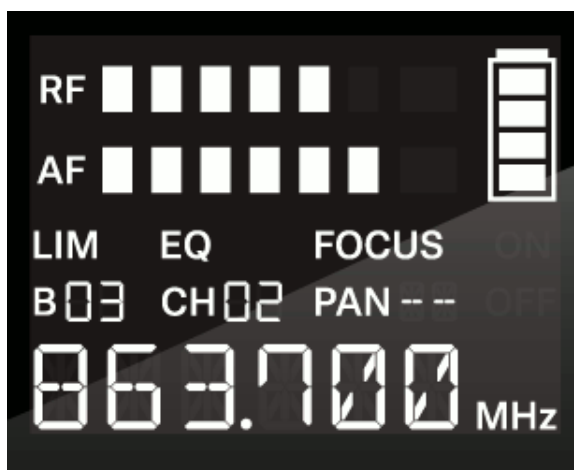 RF
AF
LIM EQ FOCUS ON
B03 CH02 PAN -- -- OFF
863.700 MHz